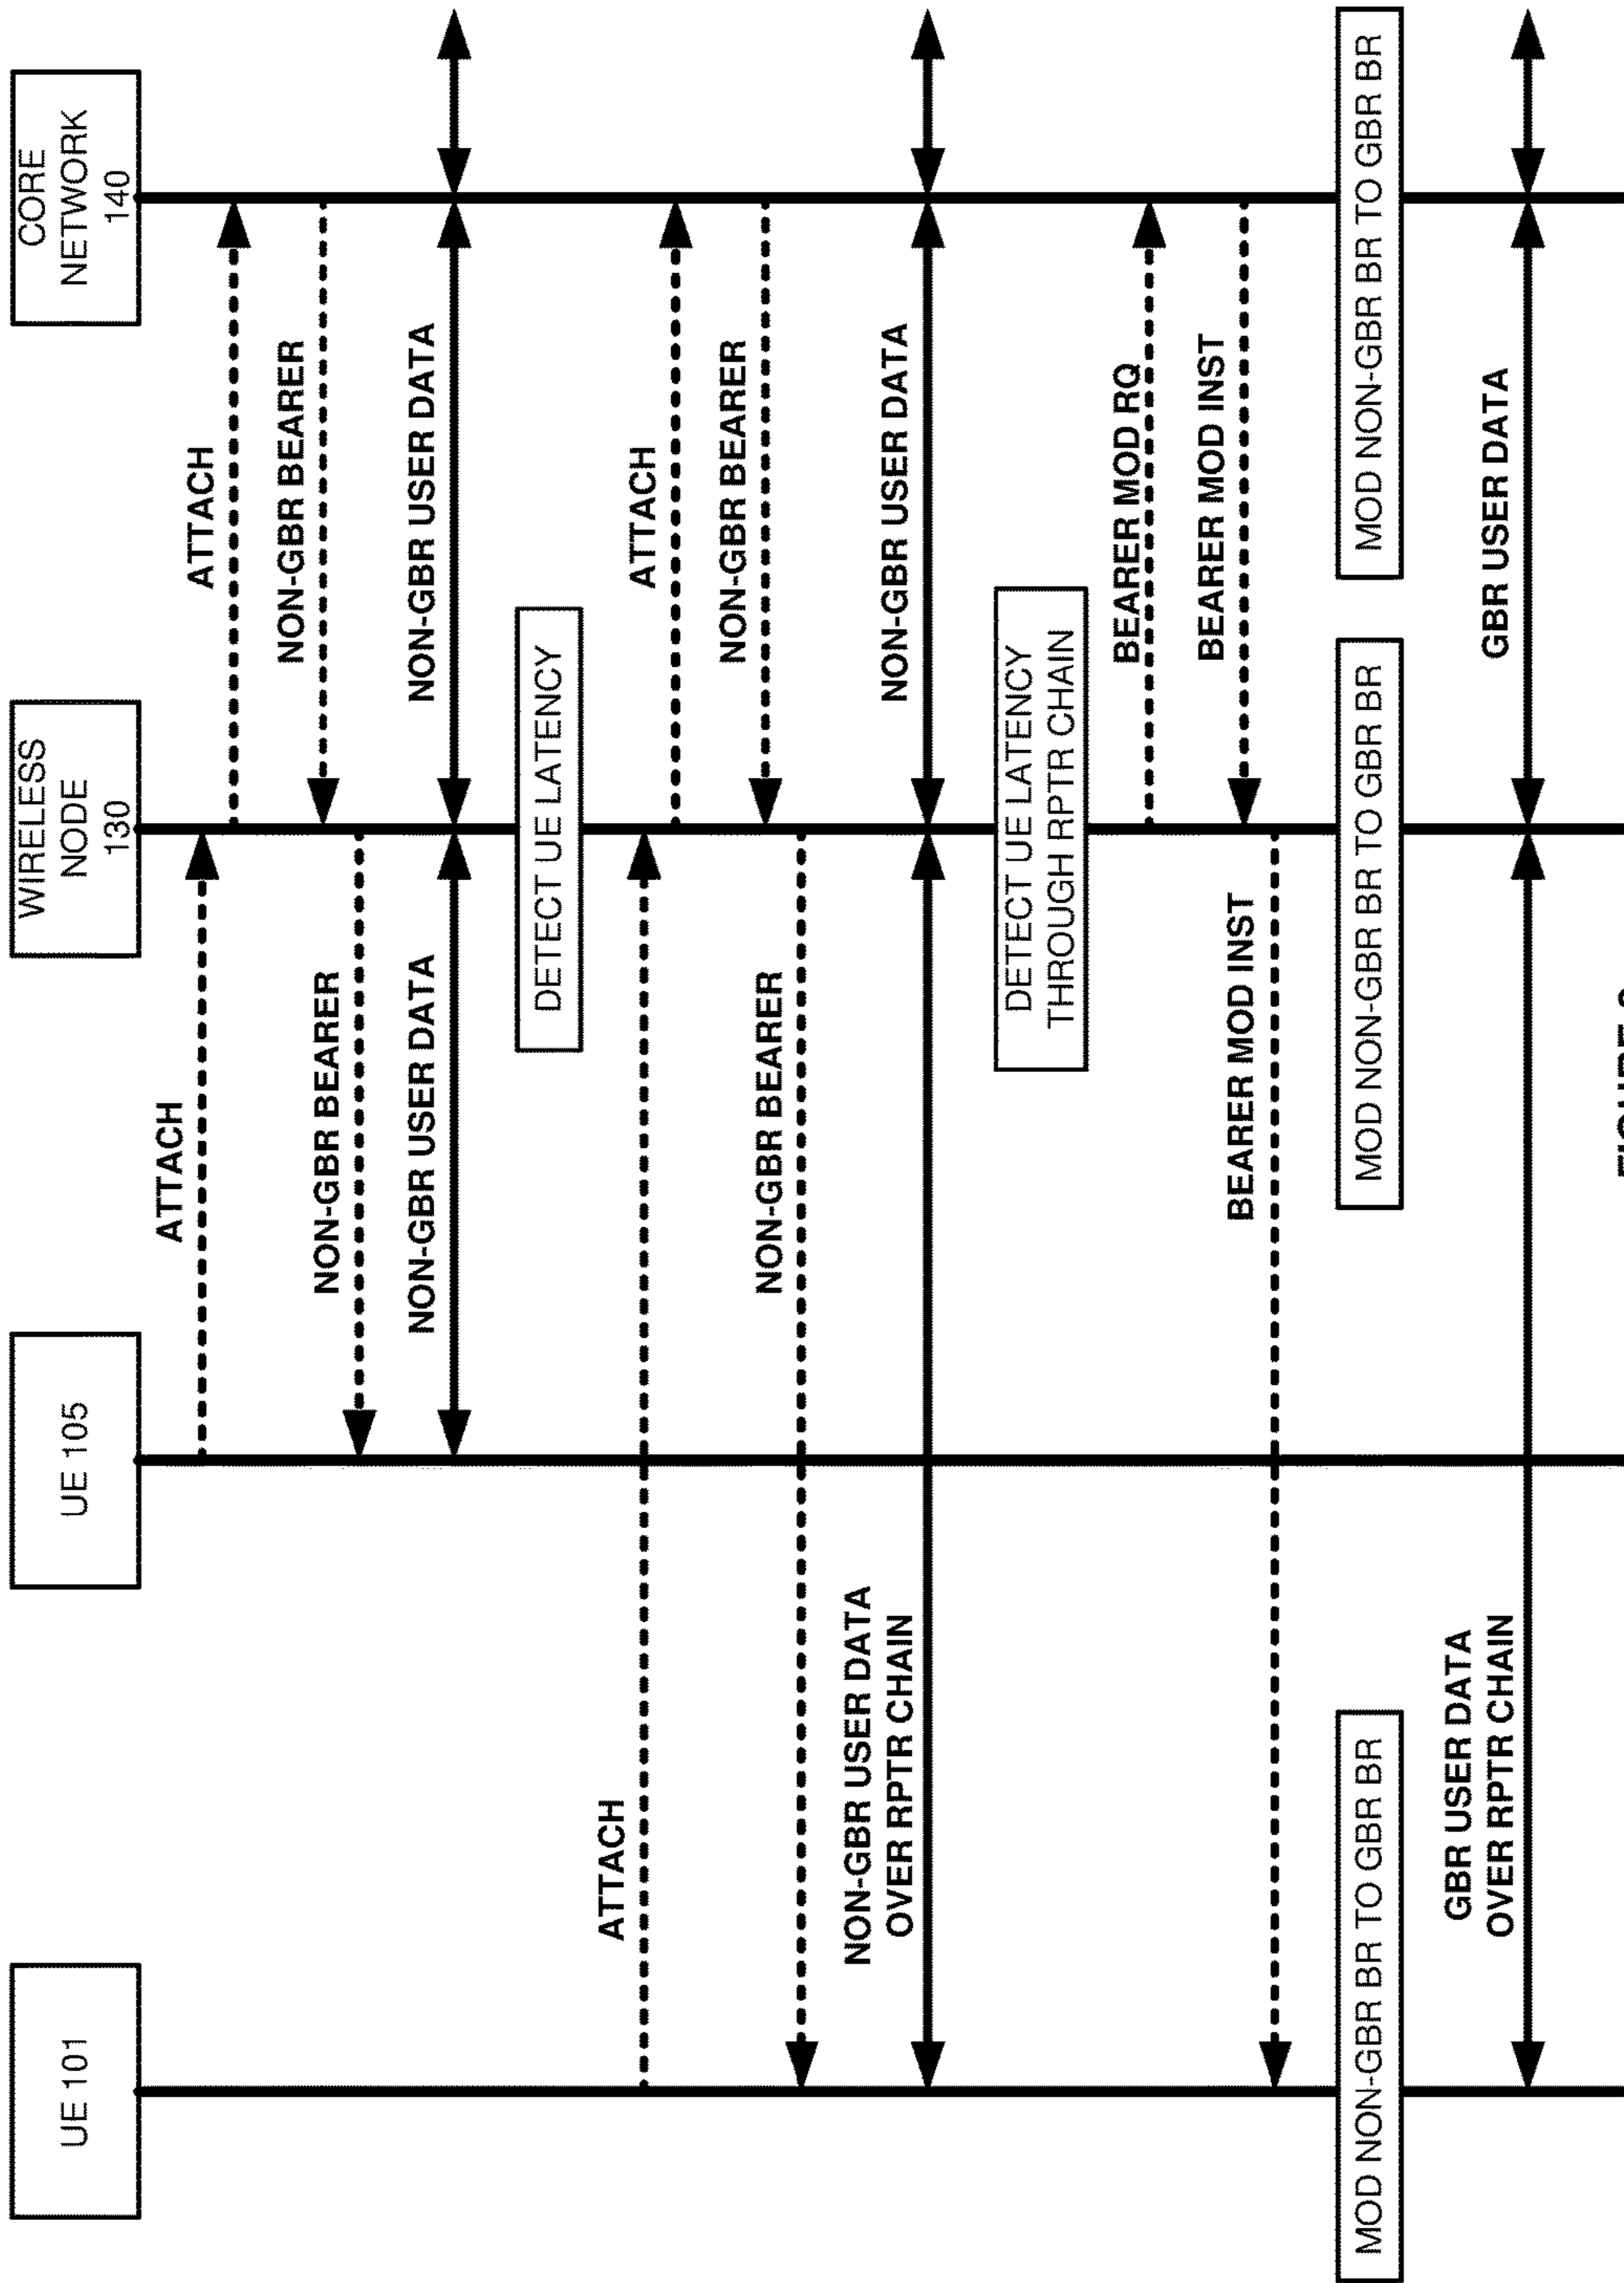 UE 101
UE 105
WIRELESS
NODE
130
CORE
NETWORK
140
ATTACH
ATTACH
NON-GBR BEARER
NON-GBR BEARER
NON-GBR USER DATA
NON-GBR USER DATA
DETECT UE LATENCY
ATTACH
ATTACH
NON-GBR BEARER
NON-GBR BEARER
NON-GBR USER DATA
OVER RPTR CHAIN
NON-GBR USER DATA
DETECT UE LATENCY
THROUGH RPTR CHAIN
BEARER MOD RQ
BEARER MOD INST
BEARER MOD INST
MOD NON-GBR BR TO GBR BR
MOD NON-GBR BR TO GBR BR
MOD NON-GBR BR TO GBR BR
GBR USER DATA
OVER RPTR CHAIN
GBR USER DATA